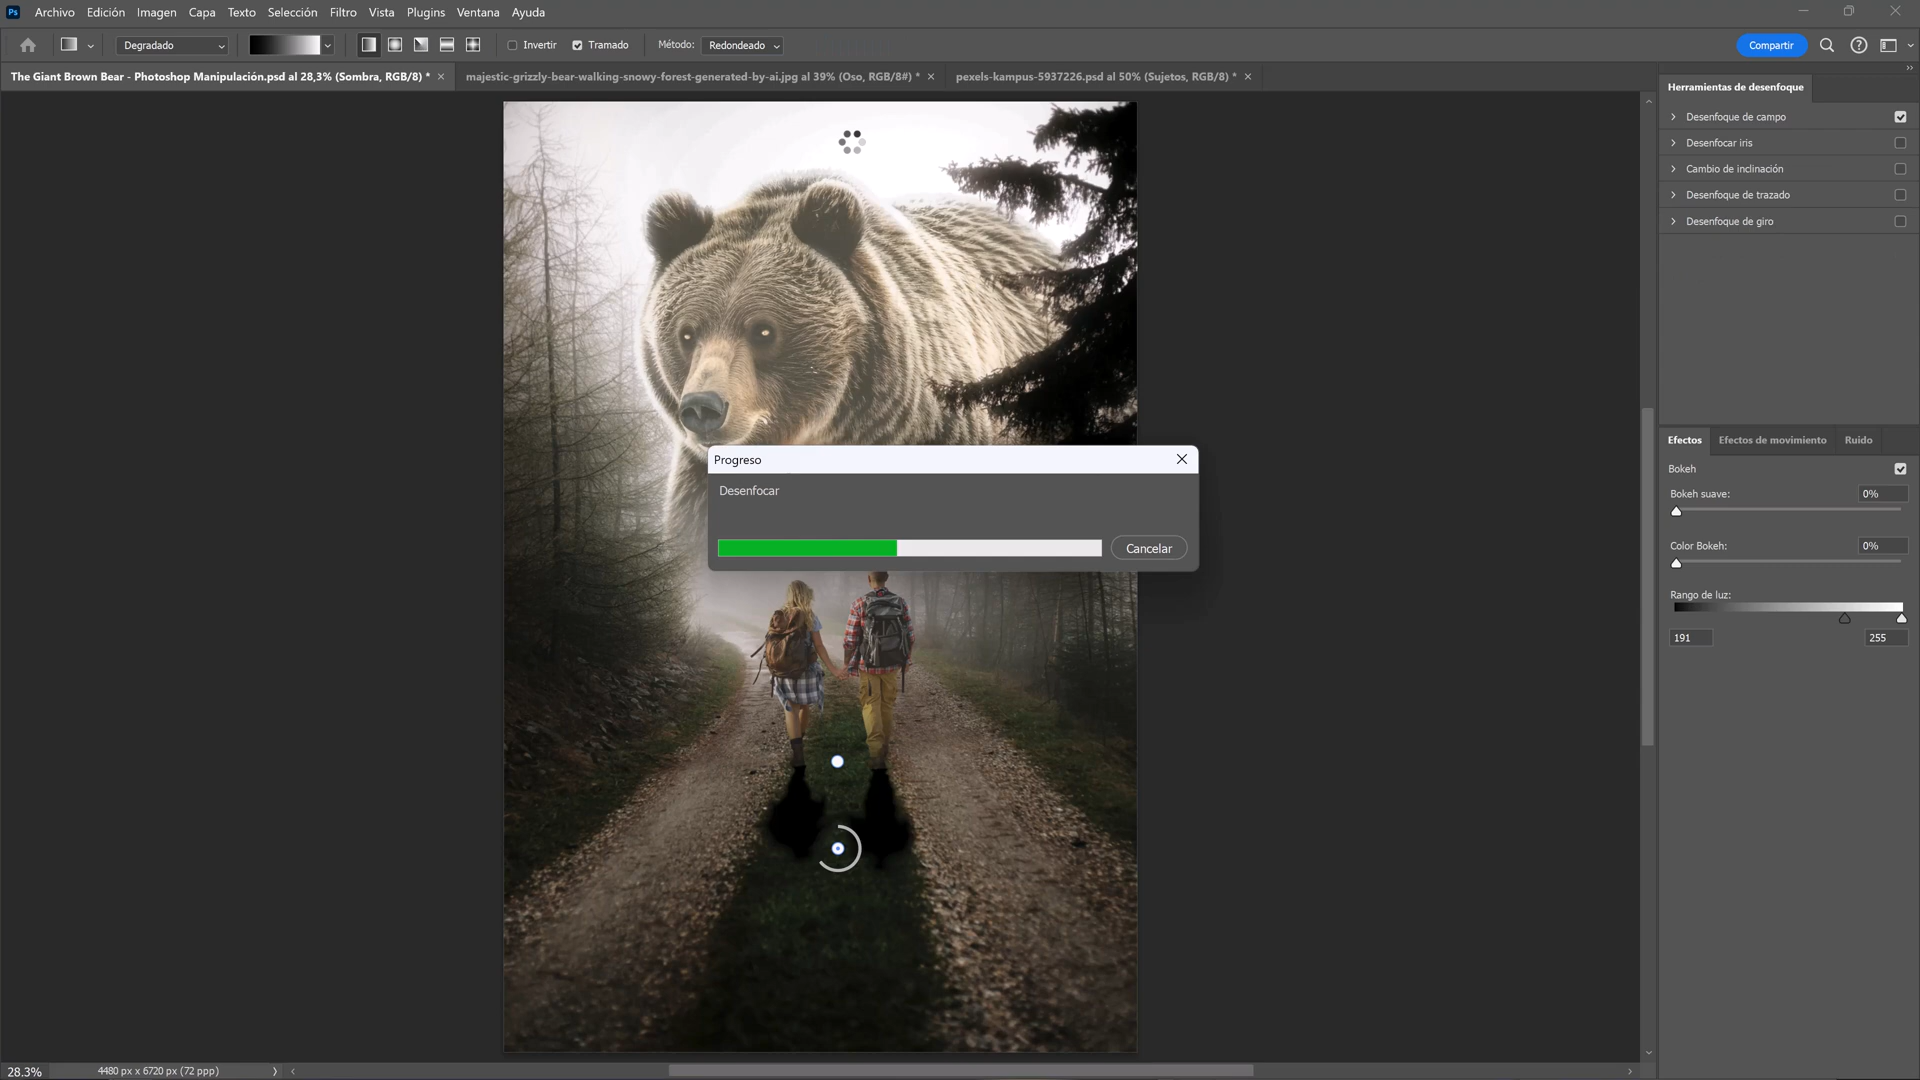 Ps Archivo Edición Imagen Capa Texto Selección Filtro Vista Plugins Ventana Ayuda
Degradado Invertir Tramado Método: Redondeado Compartir
The Giant Brown Bear - Photoshop Manipulación.psd al 28,3% (Sombra, RGB/8) * majestic-grizzly-bear-walking-snowy-forest-generated-by-ai.jpg al 39% (Oso, RGB/8#) * pexels-kampus-5937226.psd al 50% (Sujetos, RGB/8) *
Herramientas de desenfoque
Desenfoque de campo
Desenfocar iris
Cambio de inclinación
Desenfoque de trazado
Desenfoque de giro
Efectos Efectos de movimiento Ruido
Bokeh
Bokeh suave: 0%
Color Bokeh: 0%
Rango de luz:
191 255
Progreso
Desenfocar
Cancelar
28.3% 4480 px x 6720 px (72 ppp)